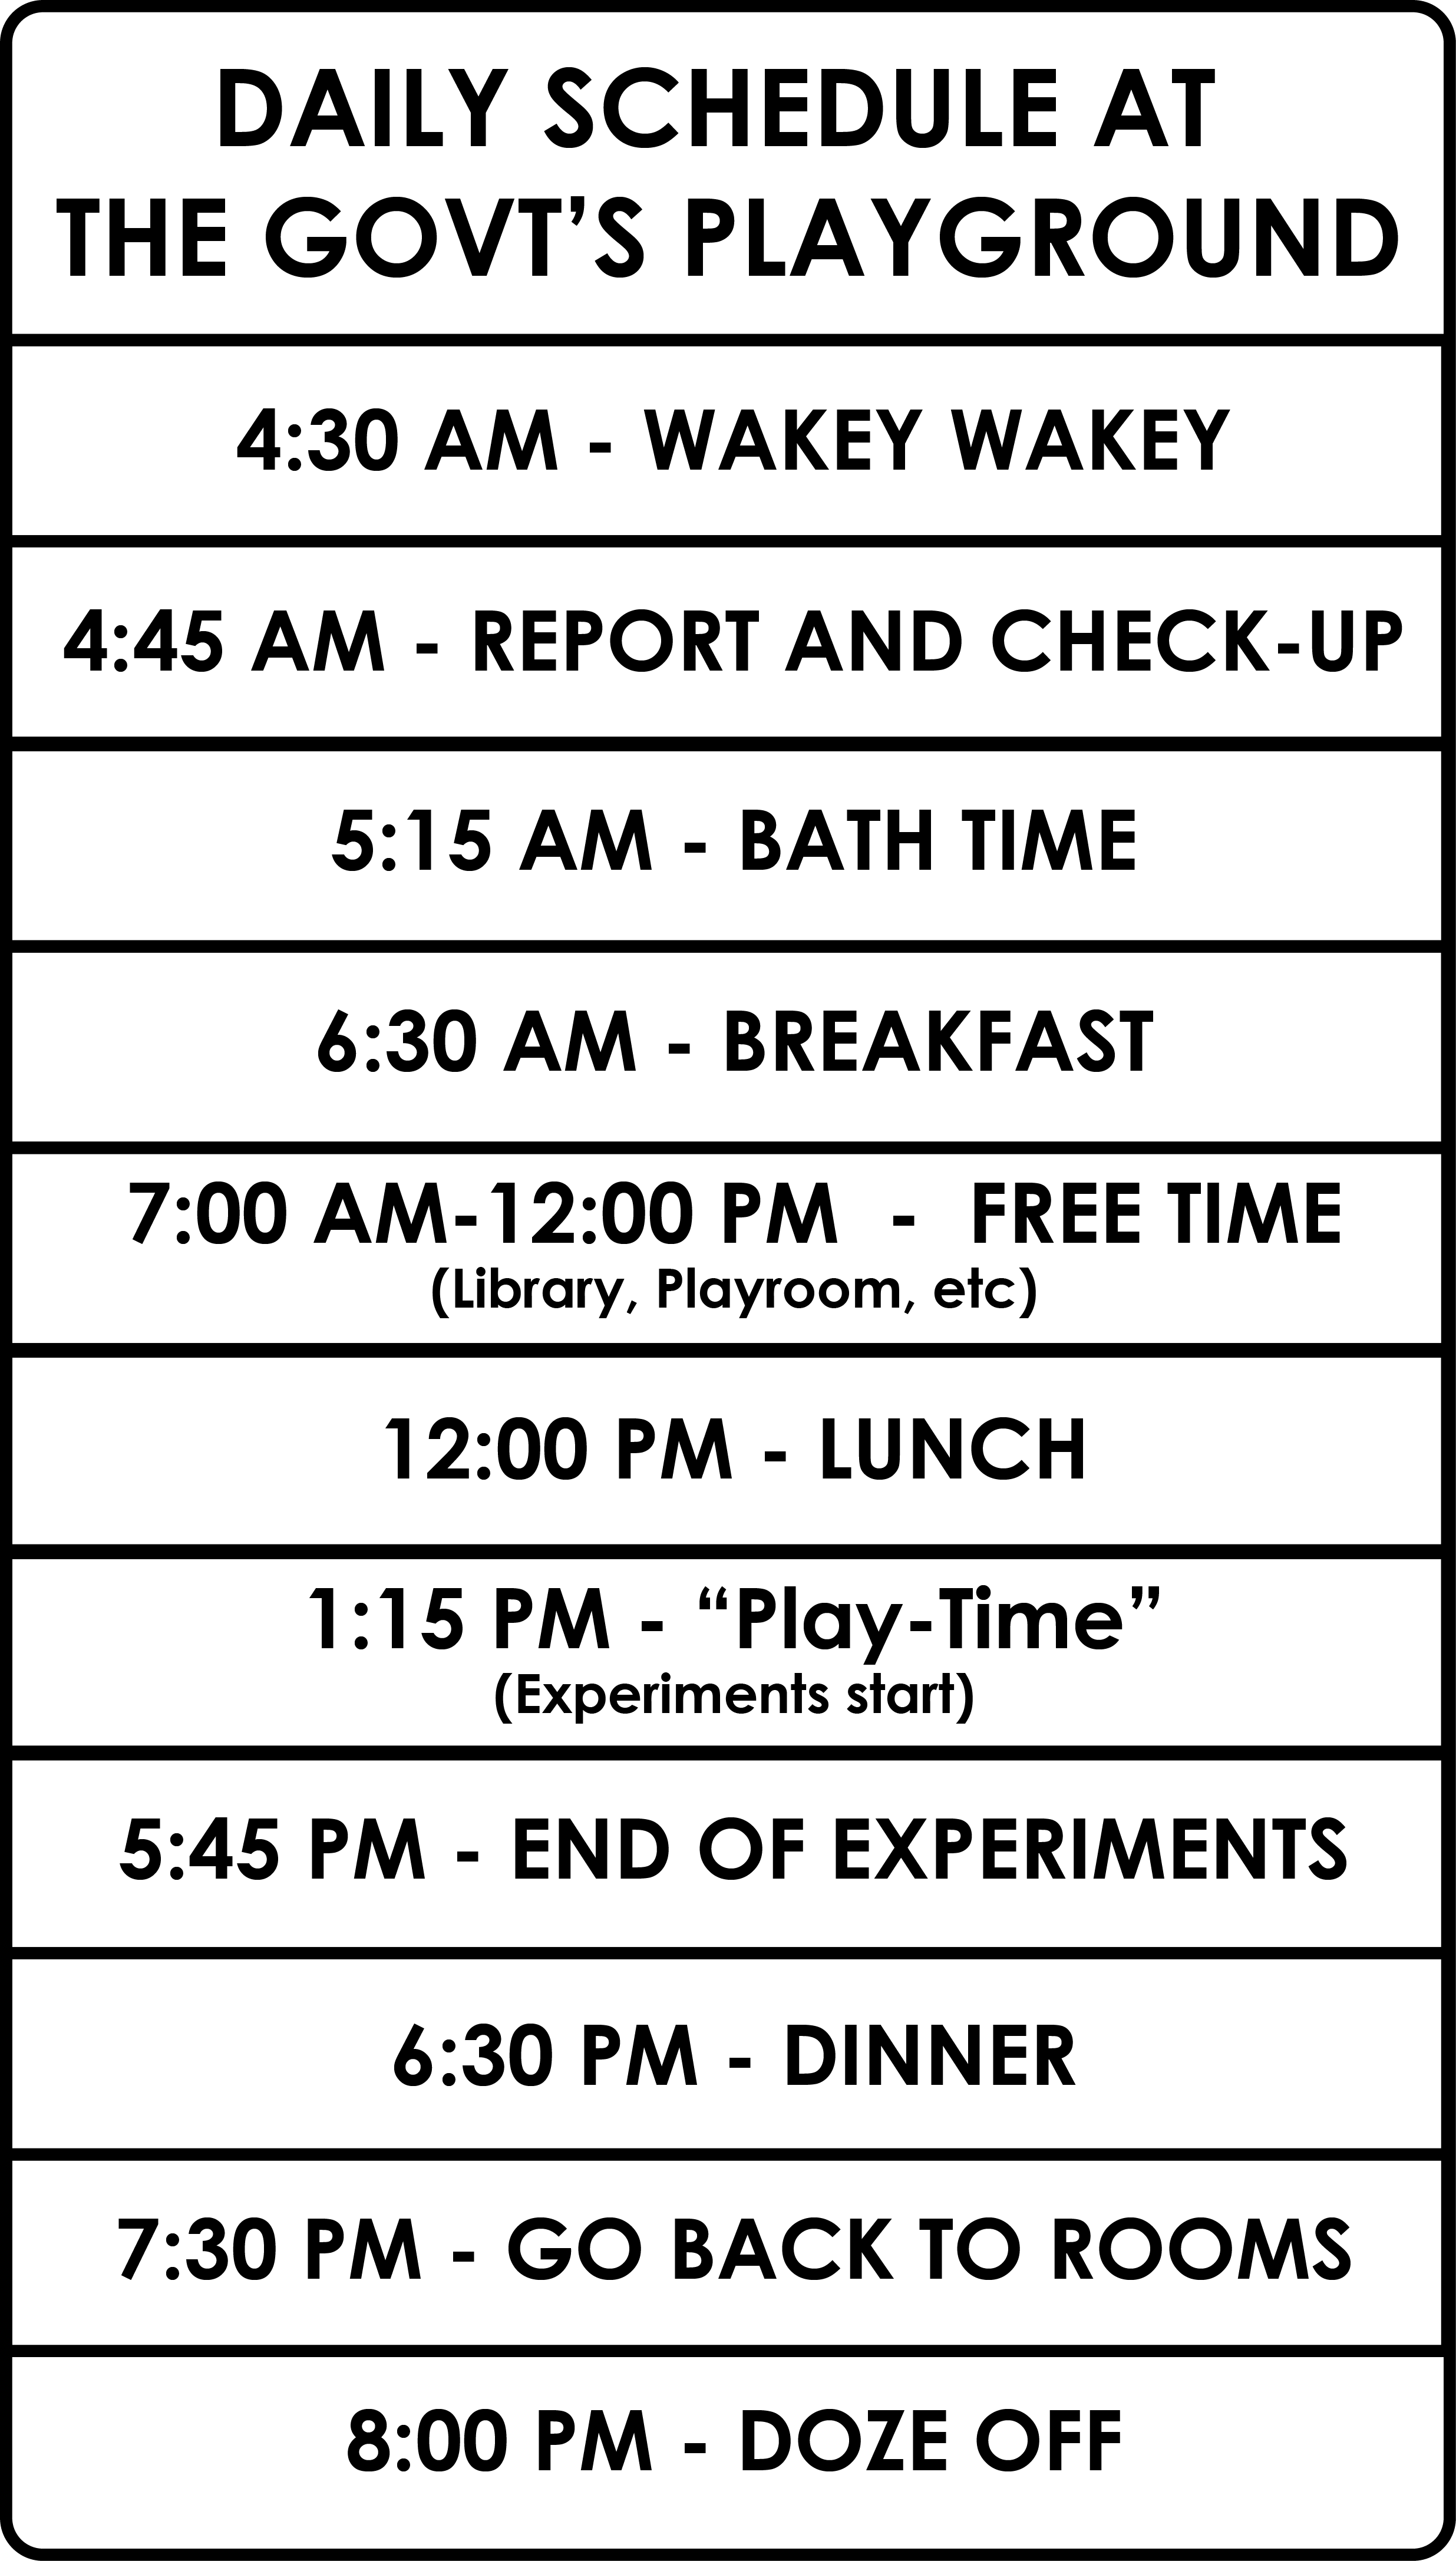 DAILY SCHEDULE AT
THE GOVT’S PLAYGROUND
4:30 AM - WAKEY WAKEY
4:45 AM - REPORT AND CHECK-UP
5:15 AM - BATH TIME
6:30 AM - BREAKFAST
7:00 AM-12:00 PM - FREE TIME
(Library, Playroom, etc)
12:00 PM - LUNCH
1:15 PM - “Play-Time”
(Experiments start)
5:45 PM - END OF EXPERIMENTS
6:30 PM - DINNER
7:30 PM - GO BACK TO ROOMS
8:00 PM - DOZE OFF